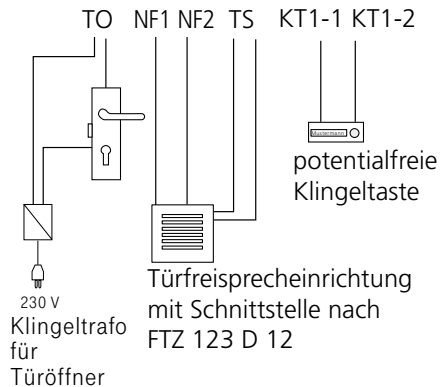 TO NF1 NF2 TS KT1-1 KT1-2
Mustermann
potentialfreie
Klingeltaste
230 V
Klingeltrafo
für
Türöffner
Türfreisprecheinrichtung
mit Schnittstelle nach
FTZ 123 D 12